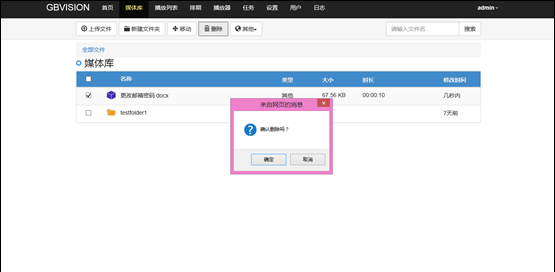 GBVISION 首页 媒体库 播放列表 排期 播放器 任务 设置 用户 日志 admin
上传文件 新建文件夹 移动 删除 其他 请输入文件名 搜索
全部文件
媒体库
名称 类型 大小 时长 修改时间
更改邮箱密码.docx 其他 67.56 KB 00:00:10 几秒内
testfolder1 7天前
来自网页的消息
确认删除吗？
确定 取消